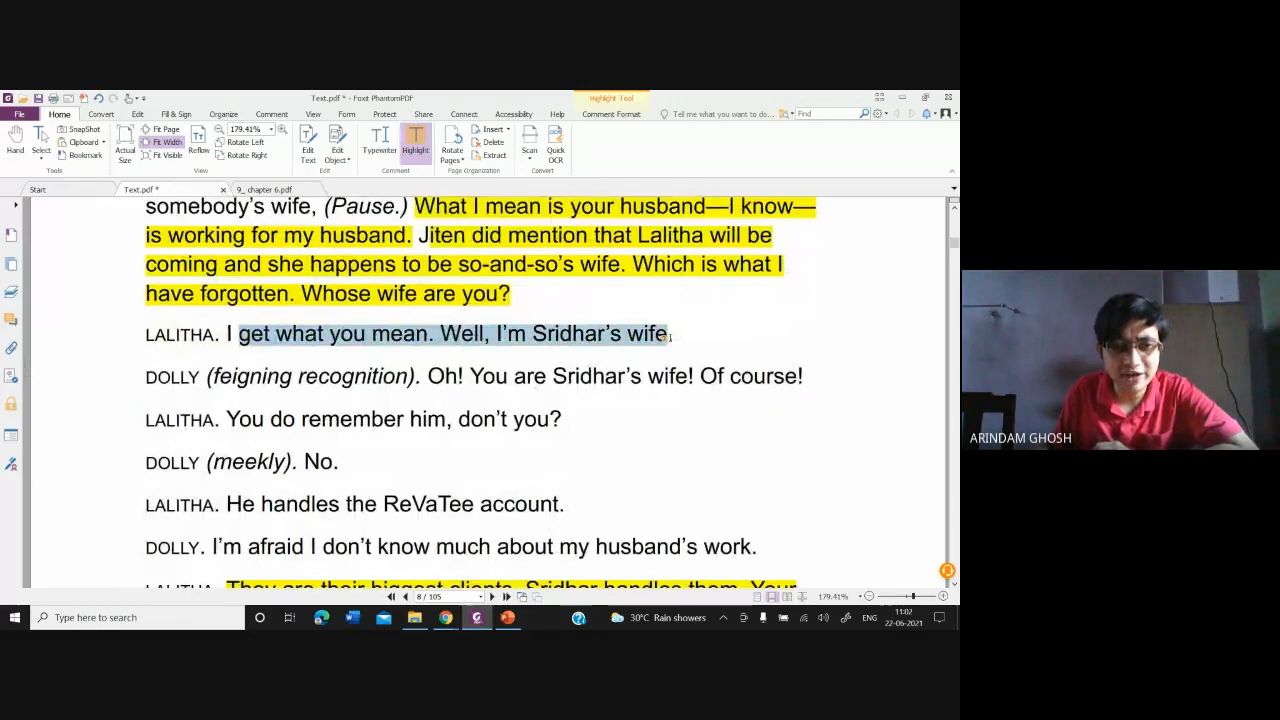 Text.pdf * - Foxit PhantomPDF
Highlight Tool
File Home Convert Edit Fill & Sign Organize Comment View Form Protect Share Connect Accessibility Help Comment Format Tell me what you want to do... Find
Hand
Select
SnapShot
Clipboard
Bookmark
Tools
Actual Size
Fit Page
Fit Width
Fit Visible
Reflow
179.41%
Rotate Left
Rotate Right
View
Edit Text
Edit Object
Edit
Typewriter
Highlight
Comment
Rotate Pages
Insert
Delete
Extract
Page Organization
Scan
Quick OCR
Convert
Start
Text.pdf *
9_ chapter 6.pdf
somebody's wife, (Pause.) What I mean is your husband—I know—
is working for my husband. Jiten did mention that Lalitha will be
coming and she happens to be so-and-so's wife. Which is what I
have forgotten. Whose wife are you?
LALITHA. I get what you mean. Well, I'm Sridhar's wife
DOLLY (feigning recognition). Oh! You are Sridhar's wife! Of course!
LALITHA. You do remember him, don't you?
DOLLY (meekly). No.
LALITHA. He handles the ReVaTee account.
DOLLY. I'm afraid I don't know much about my husband's work.
LALITHA. They are their biggest clients. Sridhar handles them. Your
8 / 105
179.41%
Type here to search
30°C Rain showers
ENG
11:02
22-06-2021
ARINDAM GHOSH